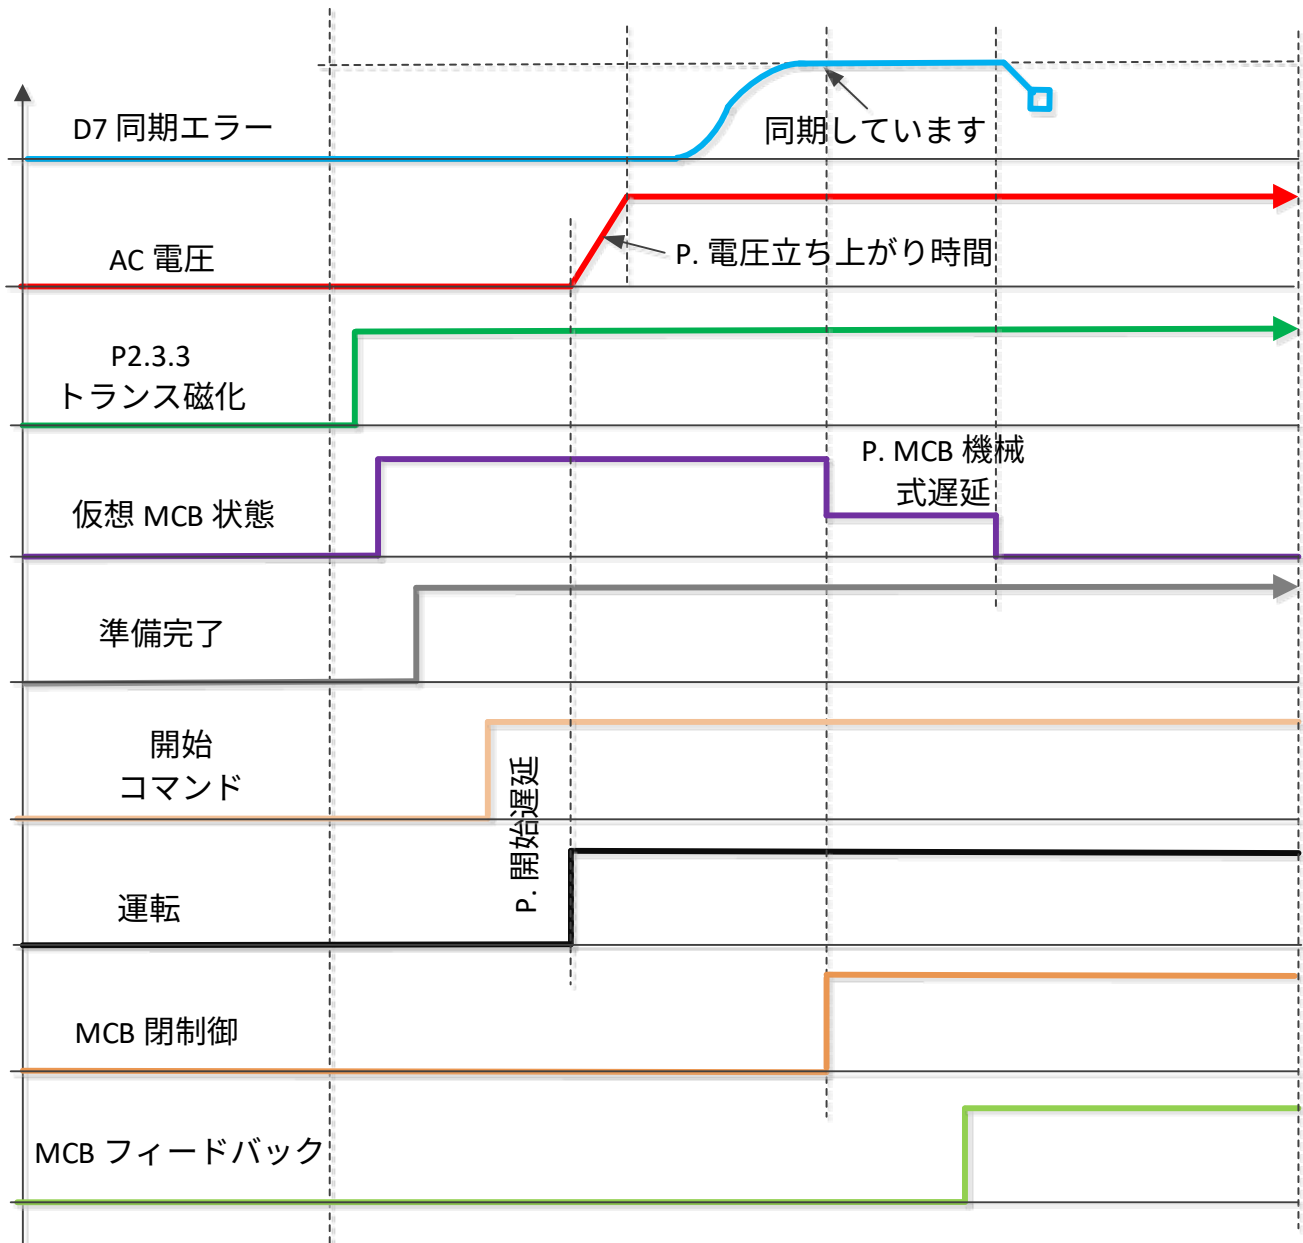 D7 同期エラー
同期しています
AC 電圧
P. 電圧立ち上がり時間
P2.3.3
トランス磁化
P. MCB 機械
式遅延
仮想 MCB 状態
準備完了
開始
コマンド
P. 開始遅延
運転
MCB 閉制御
MCB フィードバック